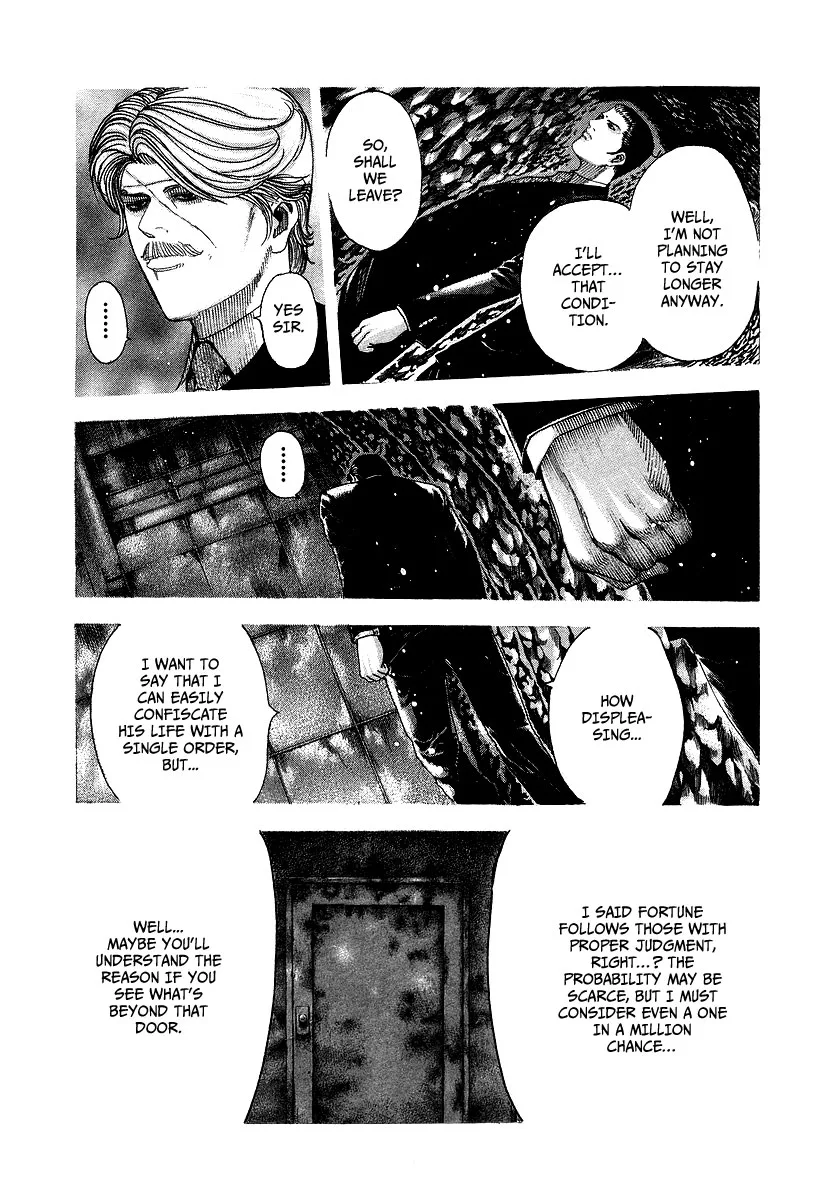 WELL,
I'M NOT
PLANNING
TO STAY
LONGER
ANYWAY.
I'LL
ACCEPT...
THAT
CONDI-
TION.
SO,
SHALL
WE
LEAVE?
YES
SIR.
......
......
HOW
DISPLEA-
SING...
I WANT TO
SAY THAT I
CAN EASILY
CONFISCATE
HIS LIFE WITH A
SINGLE ORDER,
BUT...
I SAID FORTUNE
FOLLOWS THOSE WITH
PROPER JUDGMENT,
RIGHT...? THE
PROBABILITY MAY BE
SCARCE, BUT I MUST
CONSIDER EVEN A ONE
IN A MILLION
CHANCE...
WELL...
MAYBE YOU'LL
UNDERSTAND THE
REASON IF YOU
SEE WHAT'S
BEYOND THAT
DOOR.